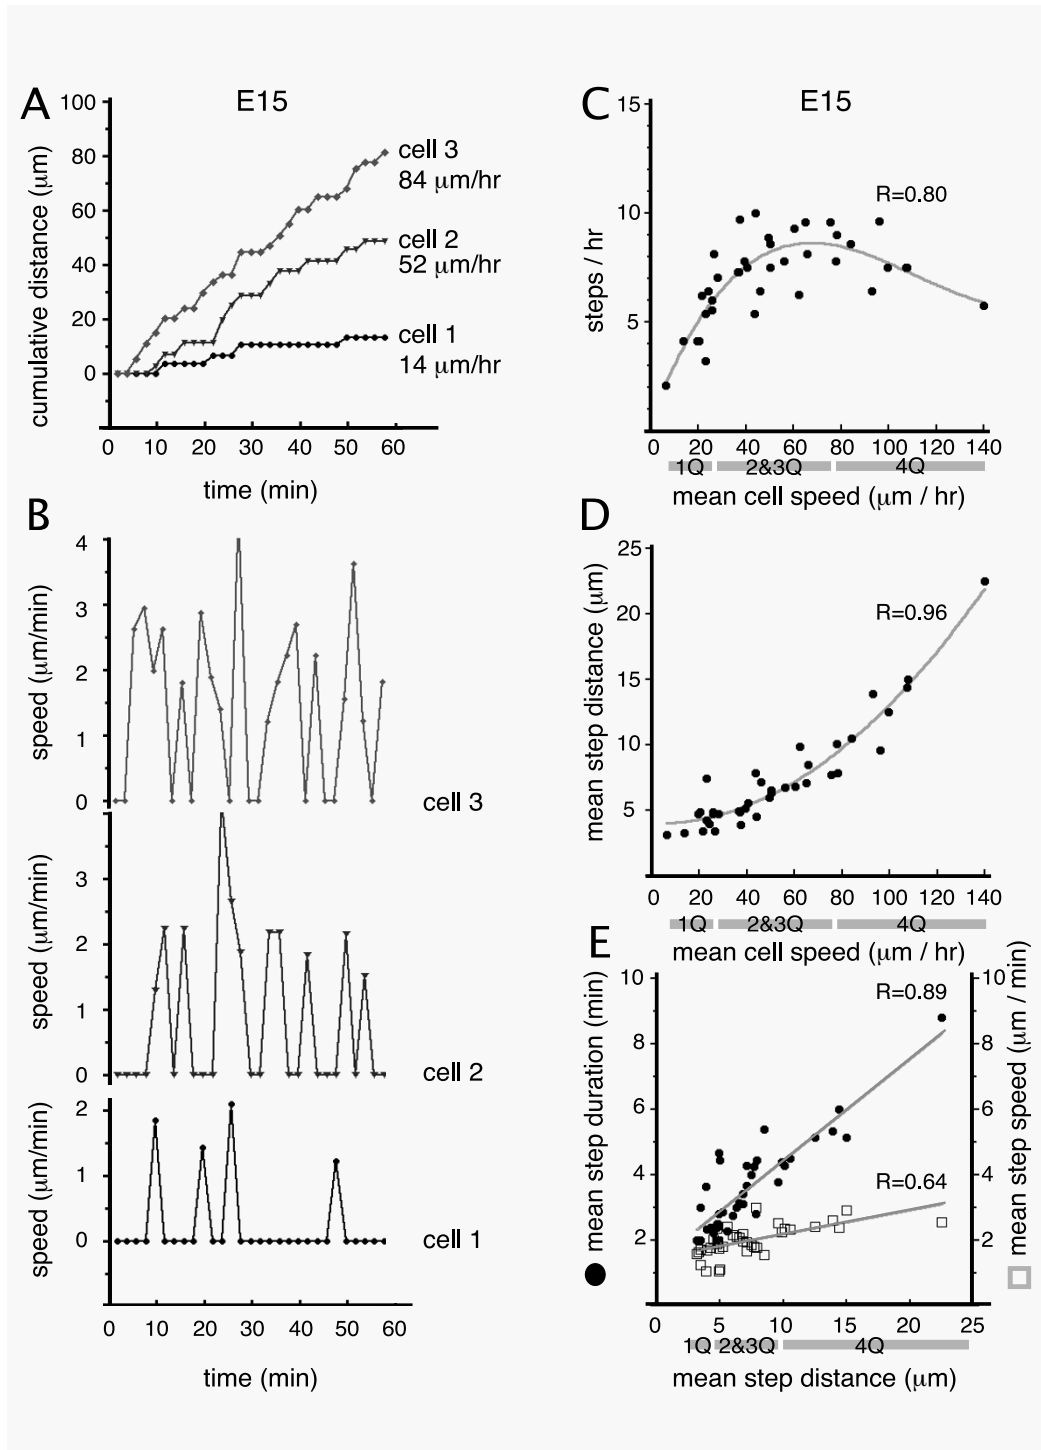 A
E15
100
80
60
40
20
0
cumulative distance (μm)
cell 3
84 μm/hr
cell 2
52 μm/hr
cell 1
14 μm/hr
0 10 20 30 40 50 60
time (min)
B
4
3
2
1
0
speed (μm/min)
cell 3
3
2
1
0
speed (μm/min)
cell 2
2
1
0
speed (μm/min)
cell 1
0 10 20 30 40 50 60
time (min)
C
E15
15
10
5
steps / hr
R=0.80
0 20 40 60 80 100 120 140
1Q 2&3Q 4Q
mean cell speed (μm / hr)
D
25
20
15
10
5
mean step distance (μm)
R=0.96
0 20 40 60 80 100 120 140
1Q 2&3Q 4Q
mean cell speed (μm / hr)
E
10
8
6
4
2
mean step duration (min)
R=0.89
R=0.64
10
8
6
4
2
mean step speed (μm / min)
0 5 10 15 20 25
1Q 2&3Q 4Q
mean step distance (μm)